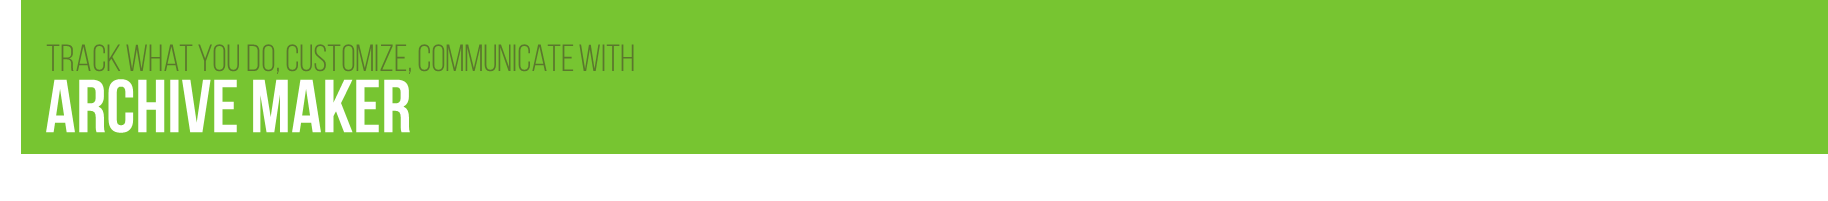 TRACK WHAT YOU DO, CUSTOMIZE, COMMUNICATE WITH
ARCHIVE MAKER